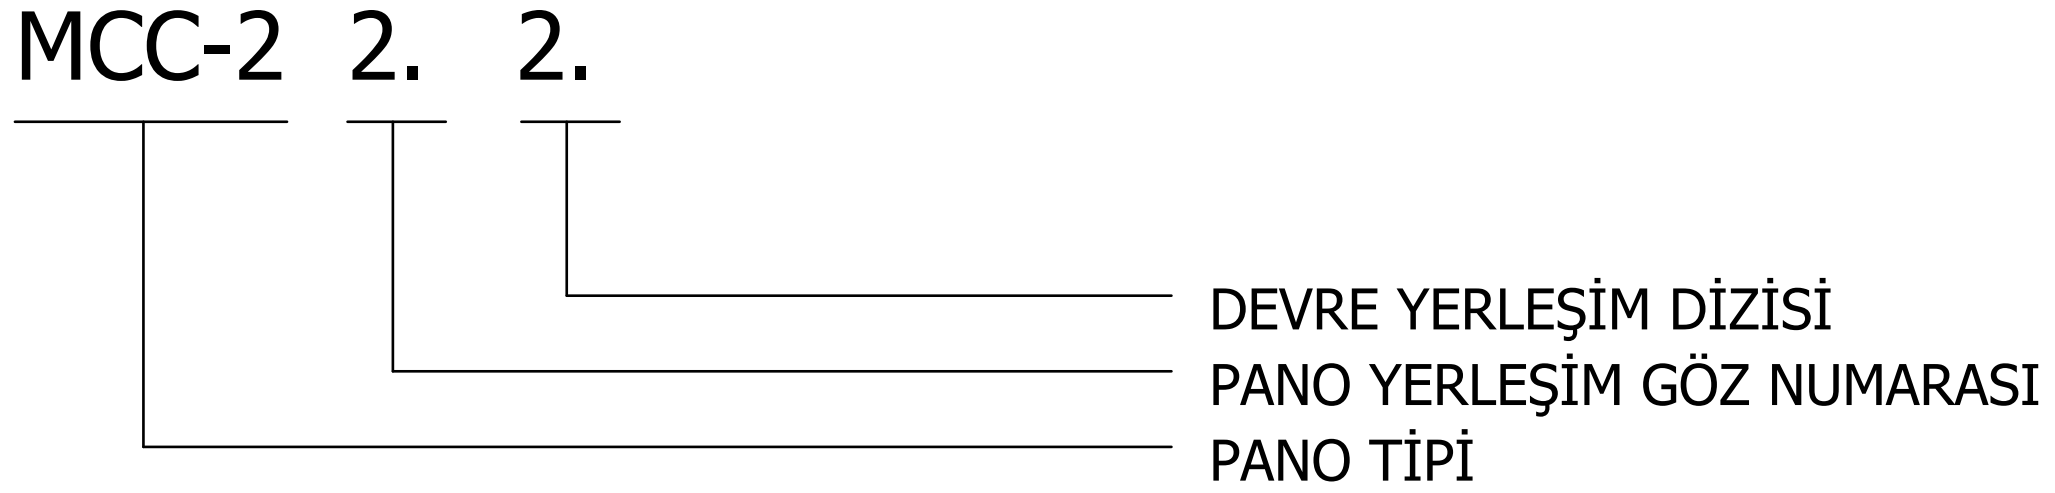 MCC-2 2. 2.
DEVRE YERLEŞİM DİZİSİ
PANO YERLEŞİM GÖZ NUMARASI
PANO TİPİ